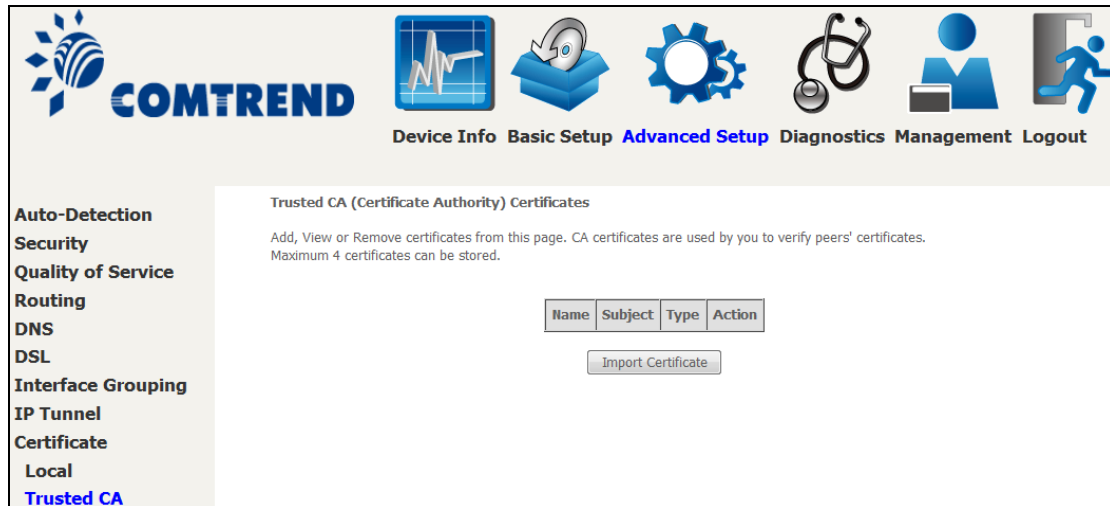 COMTREND
Device Info Basic Setup Advanced Setup Diagnostics Management Logout
Auto-Detection
Security
Quality of Service
Routing
DNS
DSL
Interface Grouping
IP Tunnel
Certificate
Local
Trusted CA
Trusted CA (Certificate Authority) Certificates
Add, View or Remove certificates from this page. CA certificates are used by you to verify peers' certificates.
Maximum 4 certificates can be stored.
Name Subject Type Action
Import Certificate